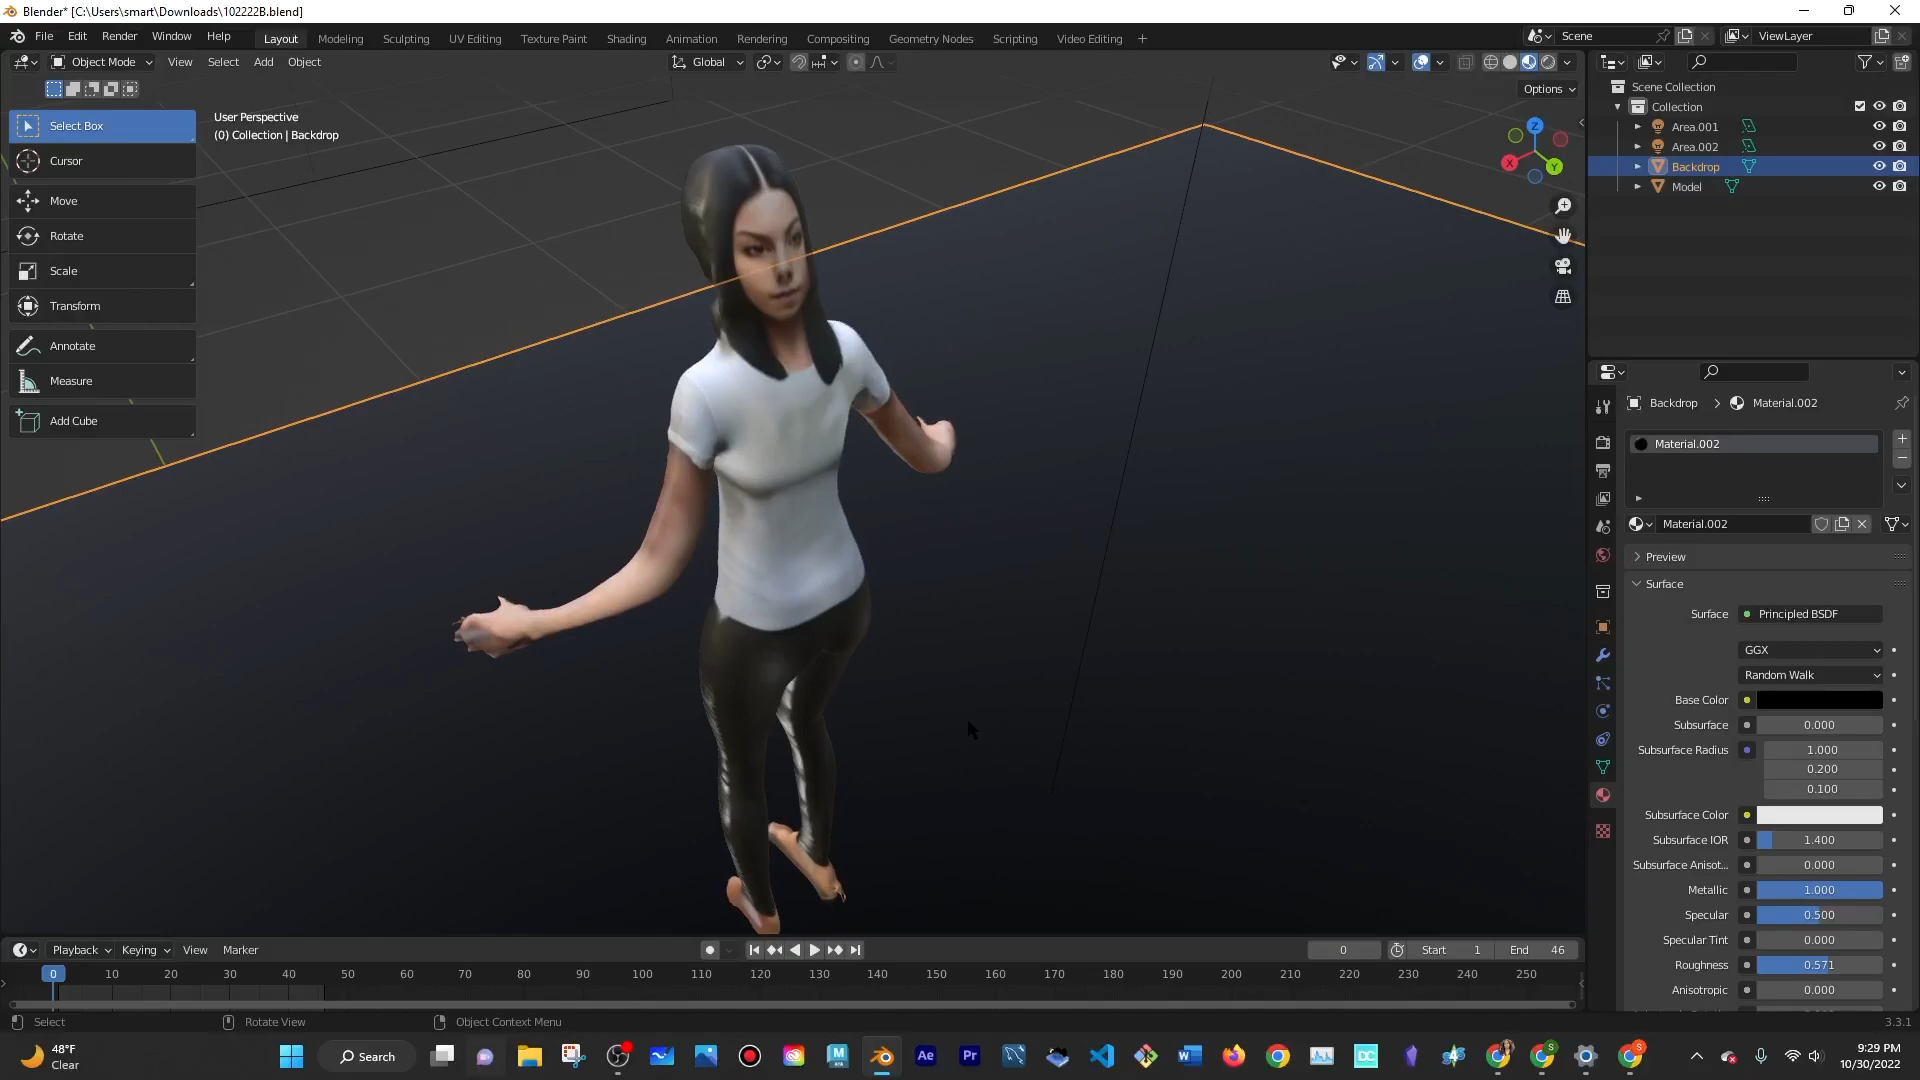 Blender* [C:\Users\smart\Downloads\102222B.blend]
File Edit Render Window Help
Layout Modeling Sculpting UV Editing Texture Paint Shading Animation Rendering Compositing Geometry Nodes Scripting Video Editing +
Scene
ViewLayer
Object Mode View Select Add Object
Global
Options
Select Box
Cursor
Move
Rotate
Scale
Transform
Annotate
Measure
Add Cube
User Perspective
(0) Collection | Backdrop
Z
X
Y
Scene Collection
Collection
Area.001
Area.002
Backdrop
Model
Backdrop > Material.002
Material.002
Material.002
Preview
Surface
Surface Principled BSDF
GGX
Random Walk
Base Color
Subsurface 0.000
Subsurface Radius 1.000
0.200
0.100
Subsurface Color
Subsurface IOR 1.400
Subsurface Anisot... 0.000
Metallic 1.000
Specular 0.500
Specular Tint 0.000
Roughness 0.571
Anisotropic 0.000
Playback Keying View Marker
0 Start 1 End 46
0 10 20 30 40 50 60 70 80 90 100 110 120 130 140 150 160 170 180 190 200 210 220 230 240 250
Select Rotate View Object Context Menu
3.3.1
48°F
Clear
Search
Ae
Pr
DC
9:29 PM
10/30/2022